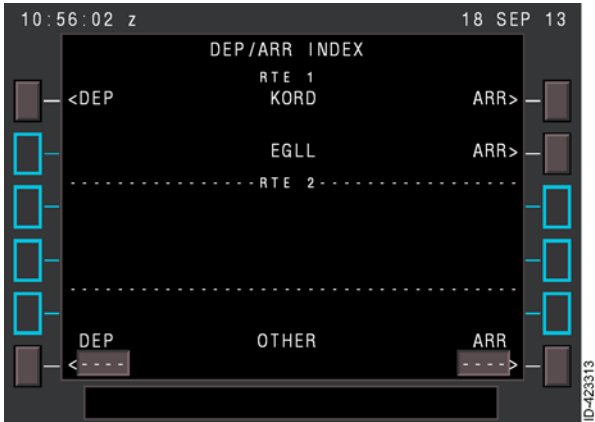 10:56:02 z 18 SEP 13
DEP/ARR INDEX
RTE 1
<DEP KORD ARR>
EGLL ARR>
----------------RTE 2-----------------
--------------------------------------
DEP OTHER ARR
<---- ---->
ID-423313